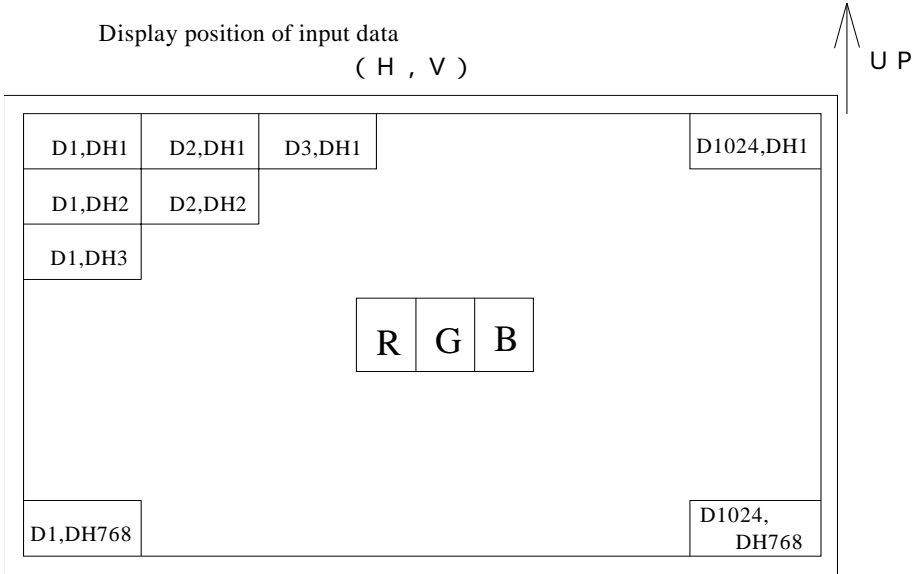 Display position of input data
( H , V )
U P
D1,DH1 D2,DH1 D3,DH1 D1024,DH1
D1,DH2 D2,DH2
D1,DH3
R G B
D1,DH768 D1024,
DH768